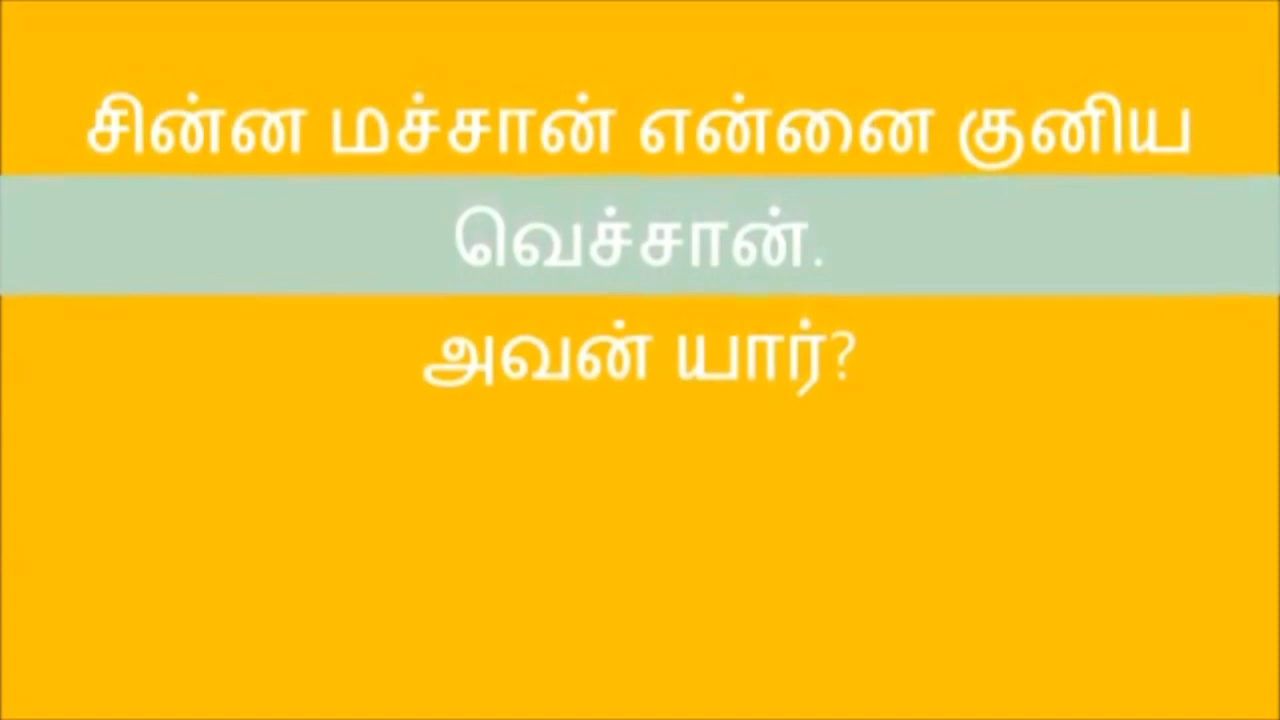 சின்ன மச்சான் என்னை குனிய
வெச்சான்.
அவன் யார்?